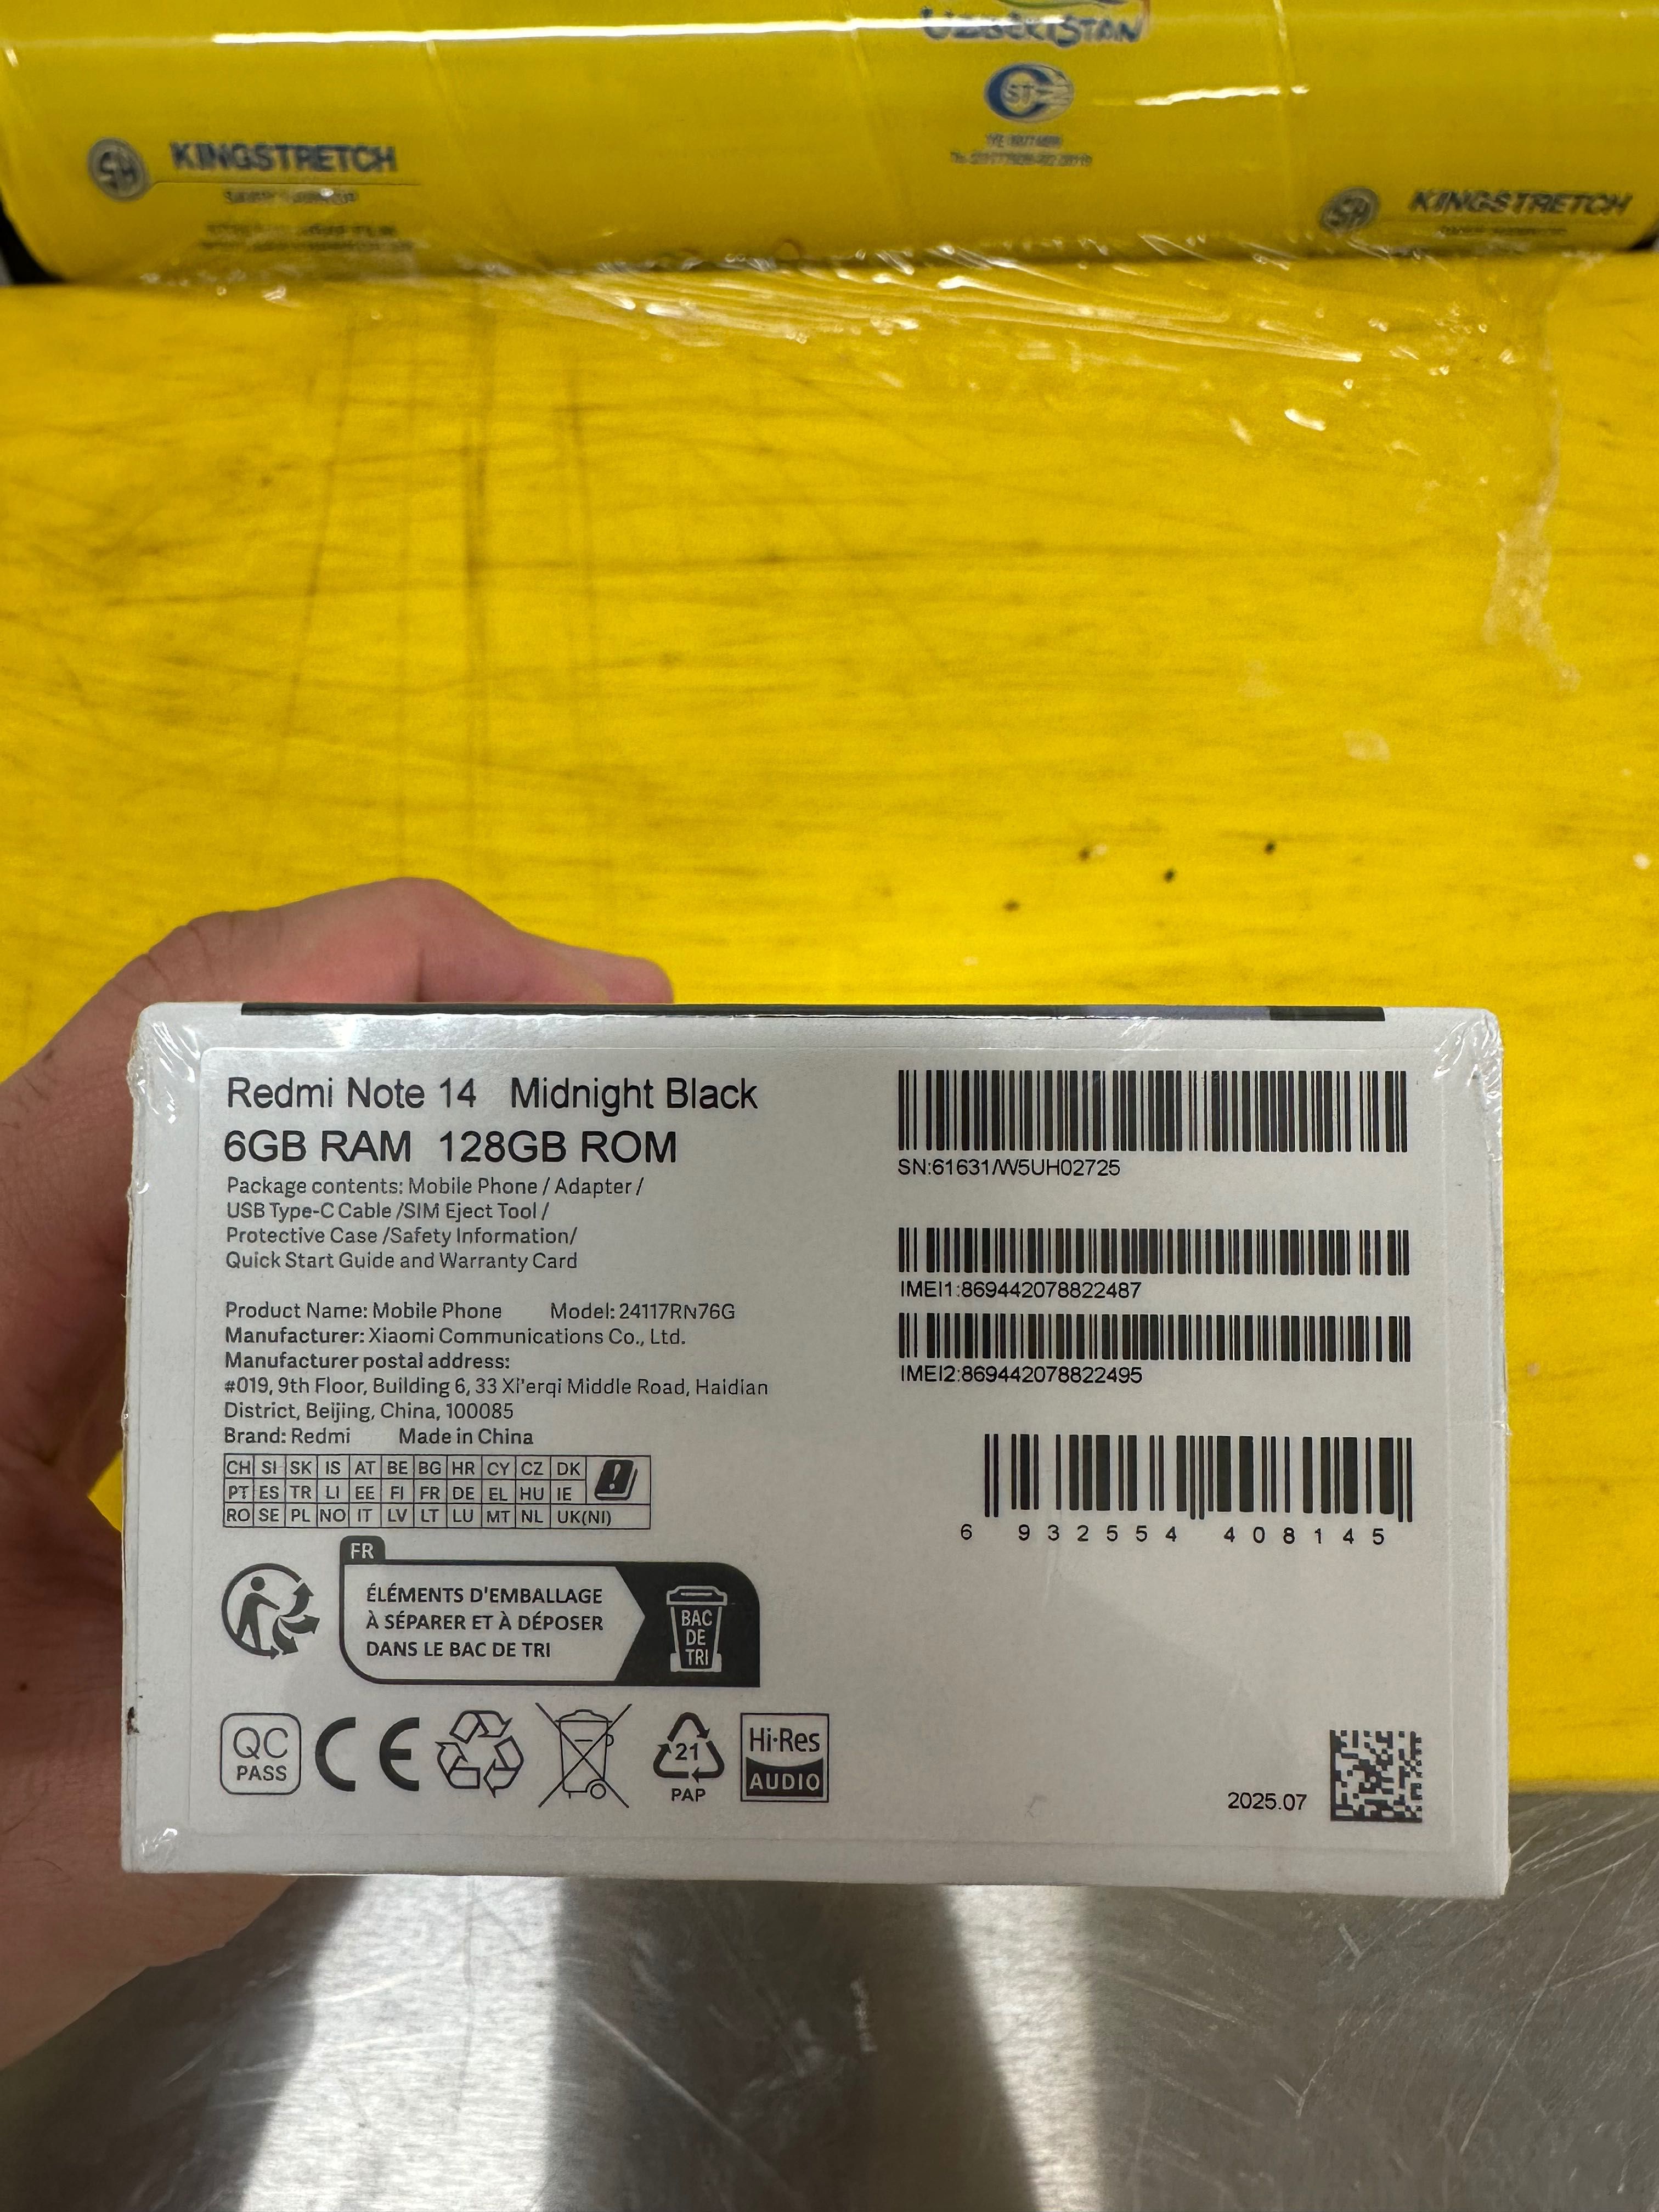 UZBEKISTAN
ST
KINGSTRETCH
SH
KINGSTRETCH
SH
Redmi Note 14 Midnight Black
6GB RAM 128GB ROM
Package contents: Mobile Phone / Adapter /
USB Type-C Cable /SIM Eject Tool /
Protective Case /Safety Information/
Quick Start Guide and Warranty Card
Product Name: Mobile Phone Model: 24117RN76G
Manufacturer: Xiaomi Communications Co., Ltd.
Manufacturer postal address:
#019, 9th Floor, Building 6, 33 Xi'erqi Middle Road, Haidian
District, Beijing, China, 100085
Brand: Redmi Made in China
CH SI SK IS AT BE BG HR CY CZ DK
PT ES TR LI EE FI FR DE EL HU IE
RO SE PL NO IT LV LT LU MT NL UK(NI)
FR
ÉLÉMENTS D'EMBALLAGE
À SÉPARER ET À DÉPOSER
DANS LE BAC DE TRI
BAC
DE
TRI
QC
PASS
CE
21
PAP
Hi-Res
AUDIO
SN:61631/W5UH02725
IMEI1:869442078822487
IMEI2:869442078822495
6 932554 408145
2025.07